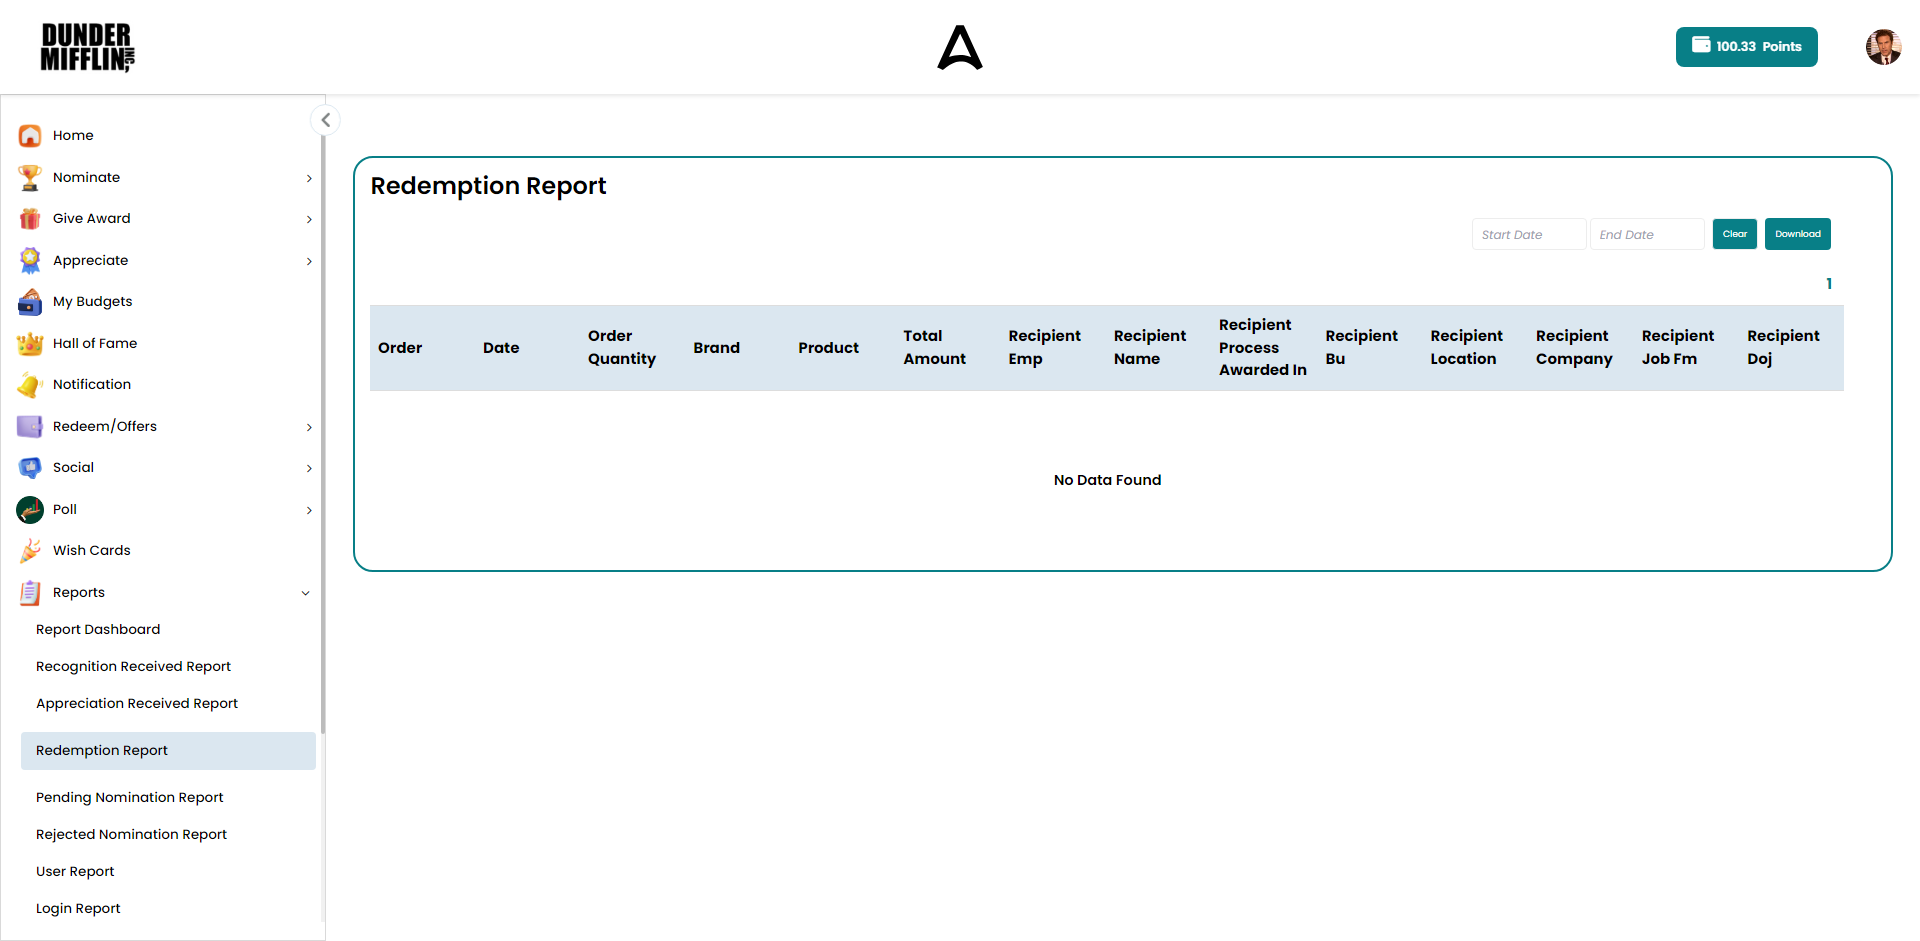 DUNDER
MIFFLIN INC,
100.33 Points
Home
Nominate
Give Award
Appreciate
My Budgets
Hall of Fame
Notification
Redeem/Offers
Social
Poll
Wish Cards
Reports
Report Dashboard
Recognition Received Report
Appreciation Received Report
Redemption Report
Pending Nomination Report
Rejected Nomination Report
User Report
Login Report
Redemption Report
Start Date End Date Clear Download
1
Order Date Order Quantity Brand Product Total Amount Recipient Emp Recipient Name Recipient Process Awarded In Recipient Bu Recipient Location Recipient Company Recipient Job Fm Recipient Doj
No Data Found